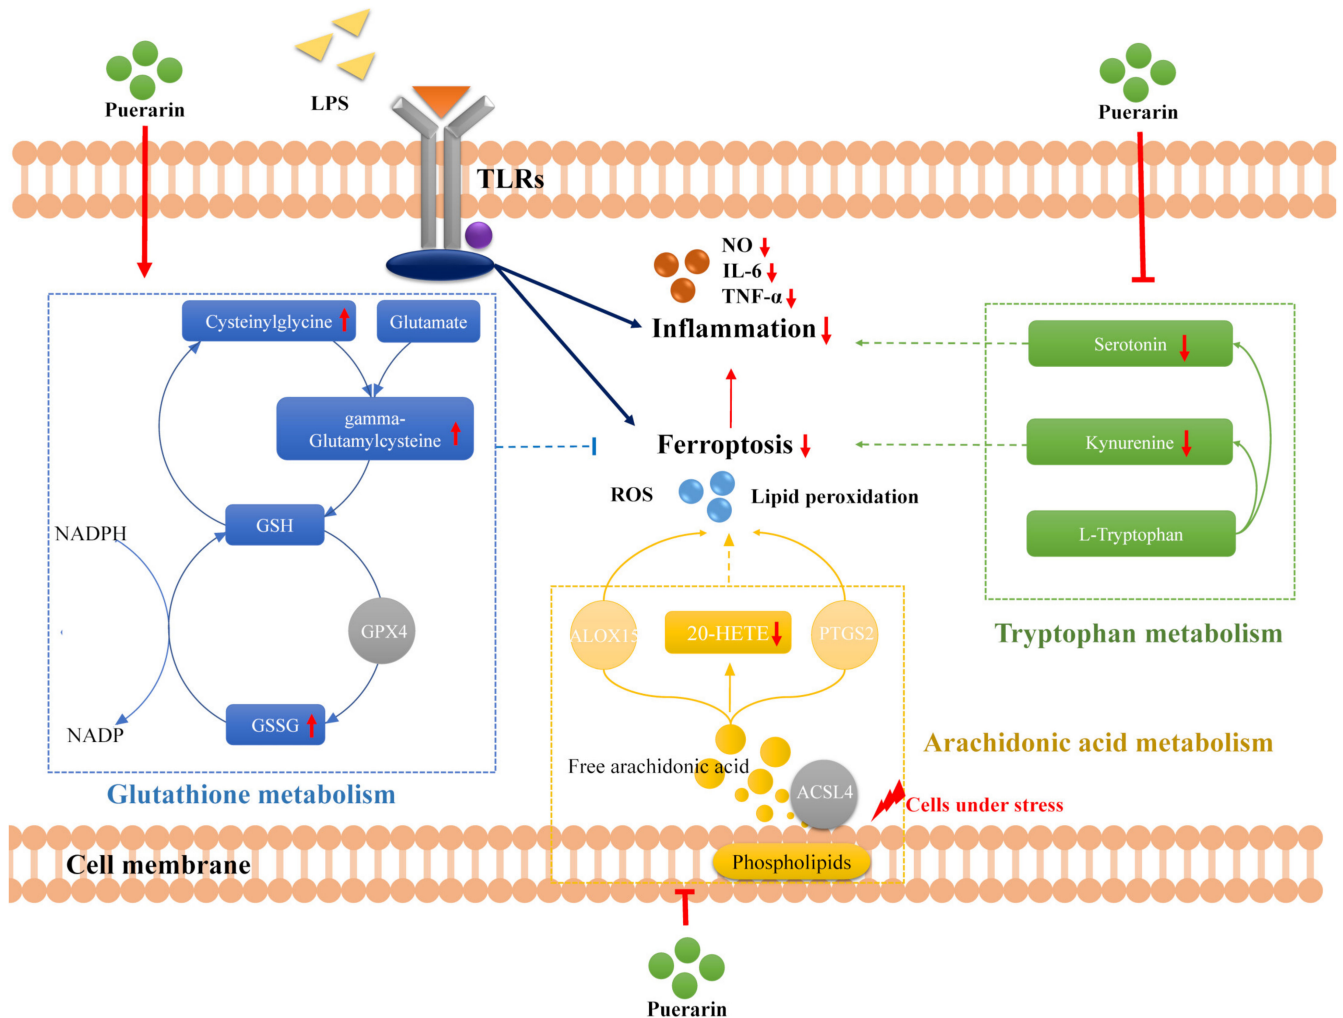 Puerarin
LPS
Puerarin
TLRs
NO
IL-6
TNF-α
Inflammation
Cysteinylglycine
Glutamate
gamma-
Glutamylcysteine
Ferroptosis
ROS
Lipid peroxidation
Serotonin
Kynurenine
L-Tryptophan
Tryptophan metabolism
NADPH
GSH
GPX4
GSSG
NADP
Glutathione metabolism
ALOX15
20-HETE
PTGS2
Free arachidonic acid
ACSL4
Arachidonic acid metabolism
Cells under stress
Cell membrane
Phospholipids
Puerarin